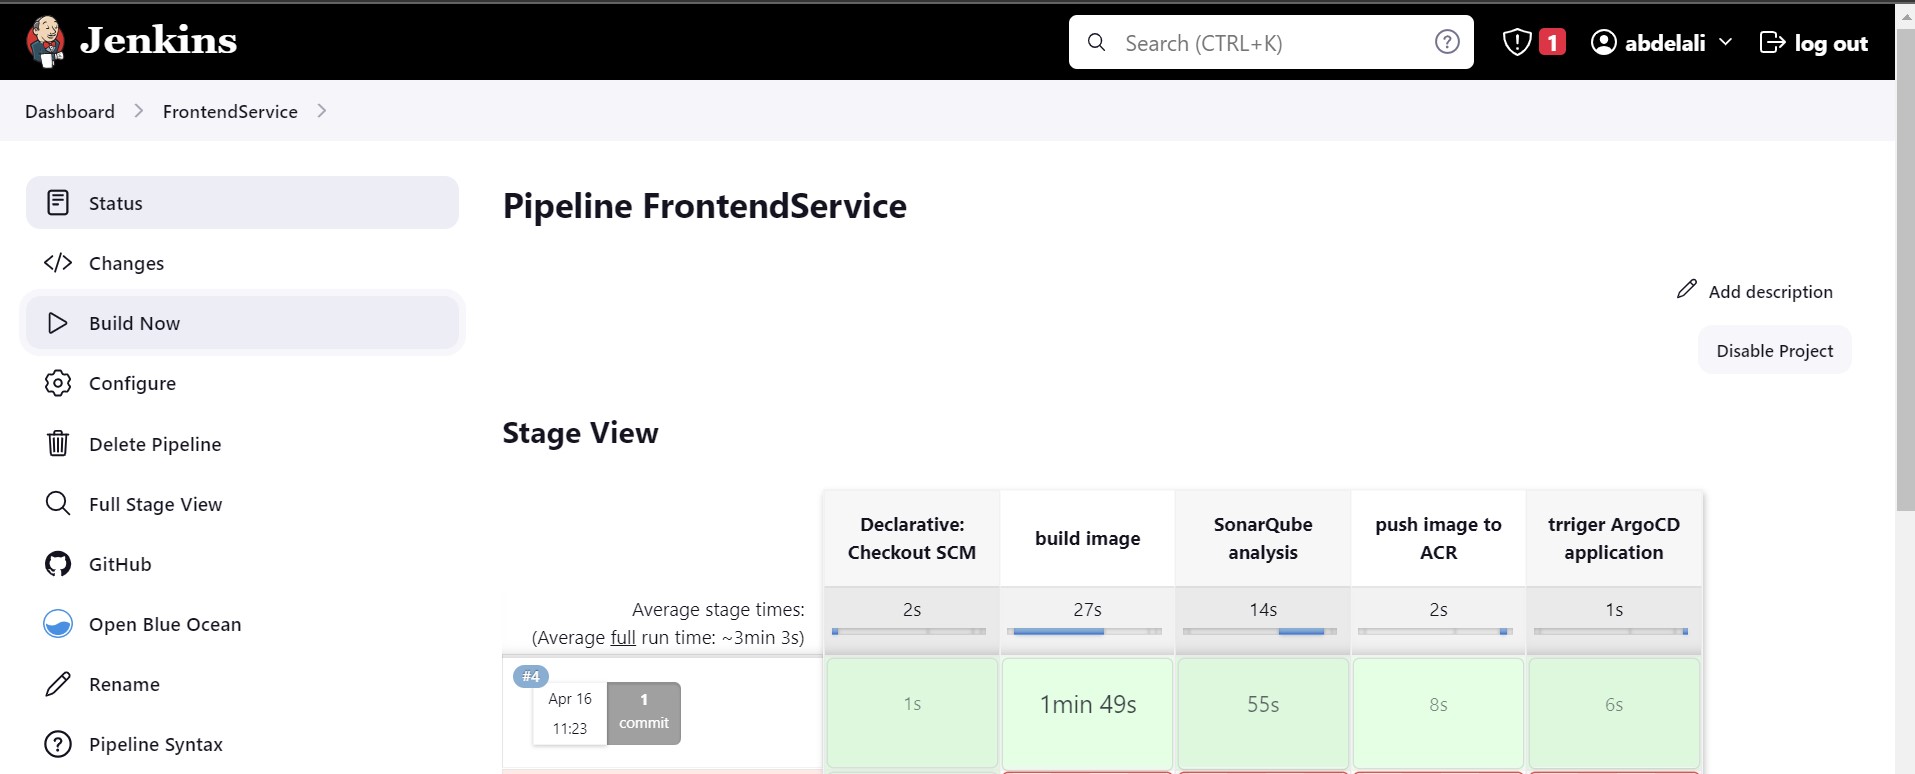 Jenkins
Search (CTRL+K)
1
abdelali
log out
Dashboard
FrontendService
Status
Changes
Build Now
Configure
Delete Pipeline
Full Stage View
GitHub
Open Blue Ocean
Rename
Pipeline Syntax
Pipeline FrontendService
Add description
Disable Project
Stage View
Declarative:
Checkout SCM
build image
SonarQube
analysis
push image to
ACR
trriger ArgoCD
application
Average stage times:
(Average full run time: ~3min 3s)
2s
27s
14s
2s
1s
#4
Apr 16
11:23
1
commit
1s
1min 49s
55s
8s
6s